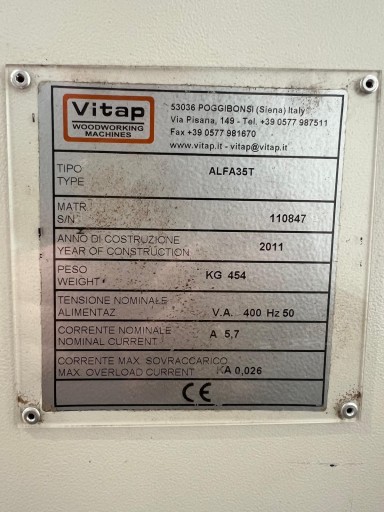 Vitap
WOODWORKING
MACHINES
53036 POGGIBONSI (Siena) Italy
Via Pisana, 149 - Tel. +39 0577 987511
Fax +39 0577 981670
www.vitap.it - vitap@vitap.it
TIPO
TYPE
ALFA35T
MATR.
S/N
110847
ANNO DI COSTRUZIONE
YEAR OF CONSTRUCTION
2011
PESO
WEIGHT
KG 454
TENSIONE NOMINALE
ALIMENTAZ
V.A. 400 Hz 50
CORRENTE NOMINALE
NOMINAL CURRENT
A 5,7
CORRENTE MAX. SOVRACCARICO
MAX. OVERLOAD CURRENT
KA 0,026
CE